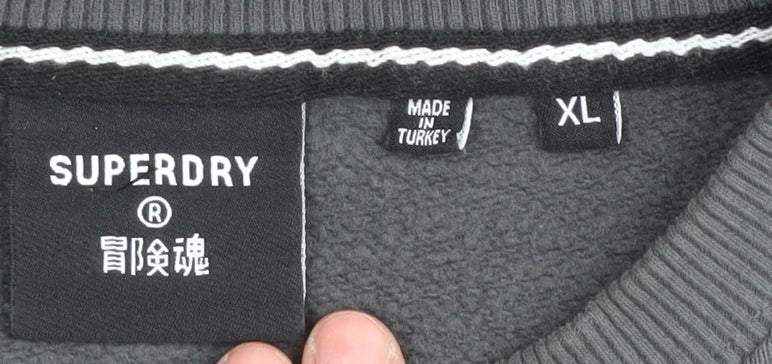 SUPERDRY
®
冒険魂
MADE
IN
TURKEY
XL